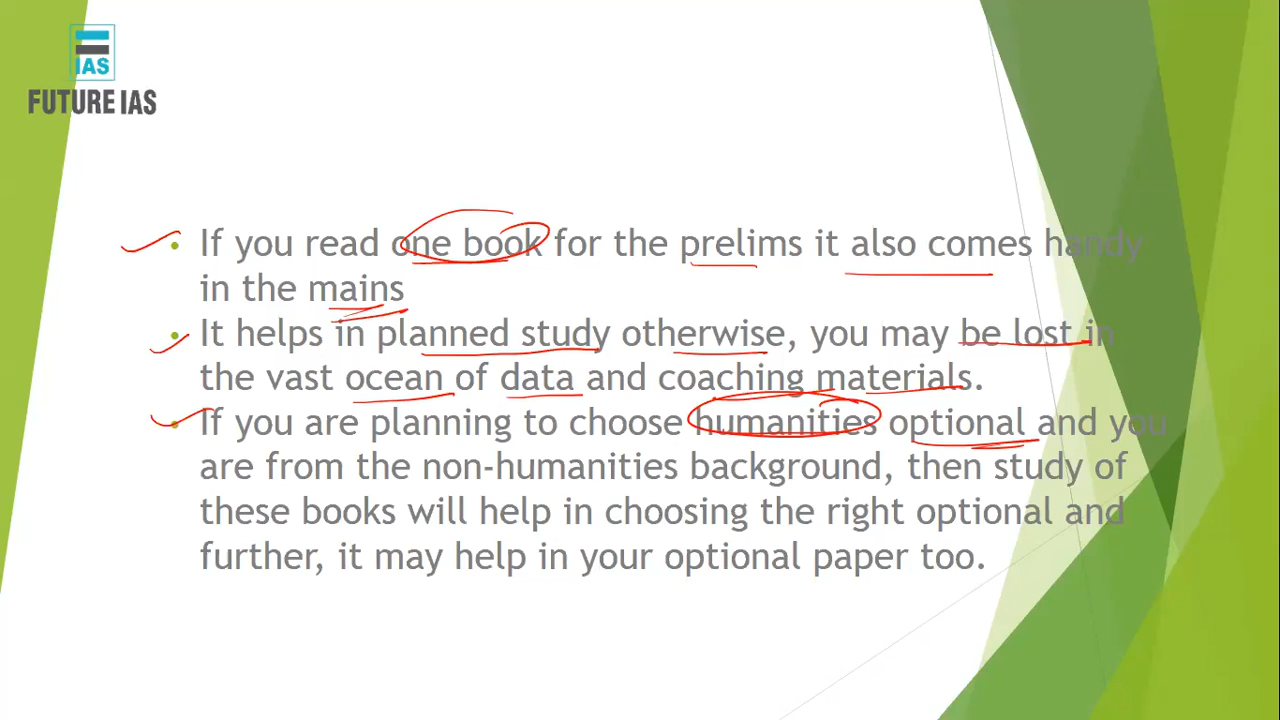 IAS
FUTURE IAS
• If you read one book for the prelims it also comes handy
in the mains
• It helps in planned study otherwise, you may be lost in
the vast ocean of data and coaching materials.
• If you are planning to choose humanities optional and you
are from the non-humanities background, then study of
these books will help in choosing the right optional and
further, it may help in your optional paper too.